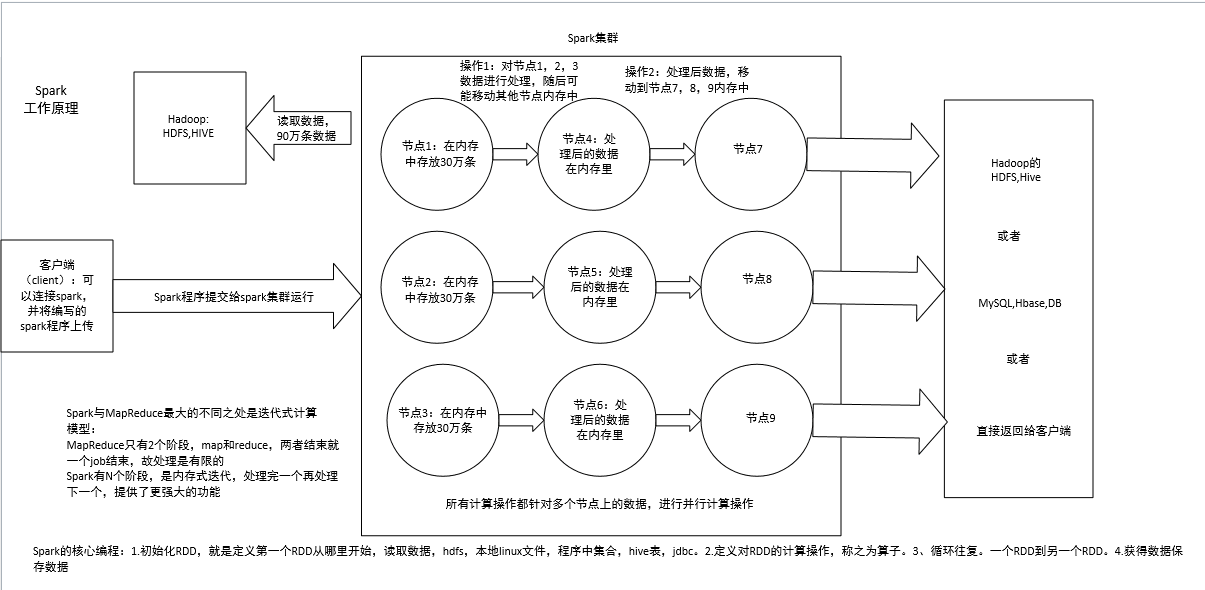 Spark集群
Spark
工作原理
Hadoop:
HDFS,HIVE
读取数据，
90万条数据
操作1：对节点1，2，3
数据进行处理，随后可
能移动其他节点内存中
操作2：处理后数据，移
动到节点7，8，9内存中
节点1：在内存
中存放30万条
节点4：处
理后的数据
在内存里
节点7
客户端
（client）：可
以连接spark，
并将编写的
spark程序上传
Spark程序提交给spark集群运行
节点2：在内存
中存放30万条
节点5：处理
后的数据在
内存里
节点8
节点3：在内存中
存放30万条
节点6：处
理后的数据
在内存里
节点9
所有计算操作都针对多个节点上的数据，进行并行计算操作
Hadoop的
HDFS,Hive
或者
MySQL,Hbase,DB
或者
直接返回给客户端
Spark与MapReduce最大的不同之处是迭代式计算
模型：
MapReduce只有2个阶段，map和reduce，两者结束就
一个job结束，故处理是有限的
Spark有N个阶段，是内存式迭代，处理完一个再处理
下一个，提供了更强大的功能
Spark的核心编程：1.初始化RDD，就是定义第一个RDD从哪里开始，读取数据，hdfs，本地linux文件，程序中集合，hive表，jdbc。2.定义对RDD的计算操作，称之为算子。3、循环往复。一个RDD到另一个RDD。4.获得数据保
存数据